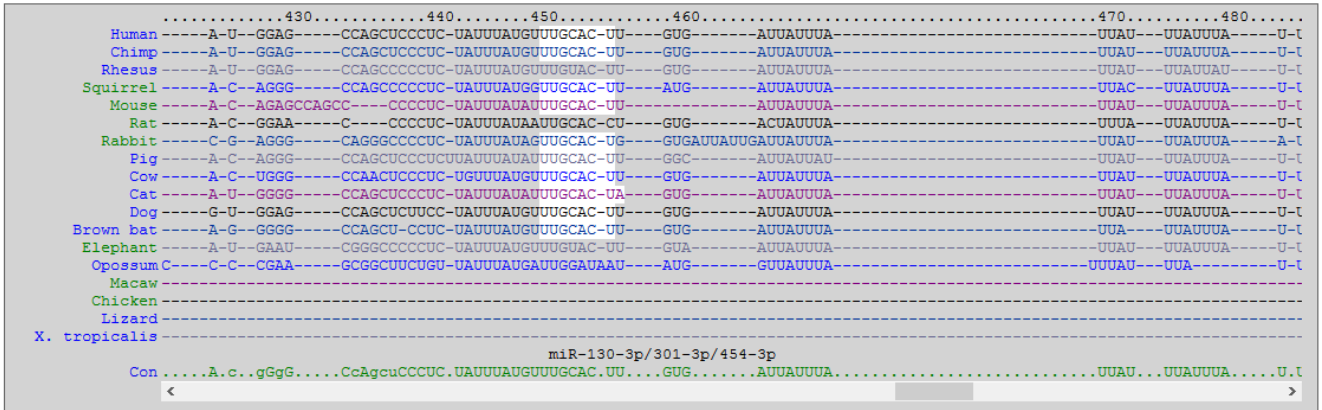 ............430............440.......450............460...................................470........480......
Human -----A-U--GGAG-----CCAGCUCCCUC-UAUUUAUGUUUGCAC-UU----GUG-------AUUAUUUA------------------------UUAU---UUAUUUA-----U-U
Chimp -----A-U--GGAG-----CCAGCUCCCUC-UAUUUAUGUUUGCAC-UU----GUG-------AUUAUUUA------------------------UUAU---UUAUUUA-----U-U
Rhesus -----A-U--GGAG-----CCAGCCCCCUC-UAUUUAUGUUUGUAC-UU----GUG-------AUUAUUUA------------------------UUAU---UUAUUAU-----U-U
Squirrel -----A-C--AGGG-----CCAGCCCCCUC-UAUUUAUGGUUGCAC-UU----AUG-------AUUAUUUA------------------------UUAC---UUAUUUA-----U-U
Mouse -----A-C--AGAGCCAGCC----CCCCUC-UAUUUAUAUUUGCAC-UU--------------AUUAUUUA------------------------UUAU---UUAUUUA-----U-U
Rat -----A-C--GGAA-----C----CCCCUC-UAUUUAUAAUUGCAC-CU----GUG-------ACUAUUUA------------------------UUUA---UUAUUUA-----U-U
Rabbit -----C-G--AGGG-----CAGGGCCCCUC-UAUUUAUAGUUGCAC-UG----GUGAUUAUUGAUUAUUUA------------------------UUAU---UUAUUUA-----A-U
Pig -----A-C--AGGG-----CCAGCUCCCUCUUAUUUAUAUUUGCAC-UU----GGC-------AUUAUUAU------------------------UUAU---UUAUUUA-----U-U
Cow -----A-C--UGGG-----CCAACUCCCUC-UGUUUAUGUUUGCAC-UU----GUG-------AUUAUUUA------------------------UUAU---UUAUUUA-----U-U
Cat -----A-U--GGGG-----CCAGCUCCCUC-UAUUUAUAUUUGCAC-UA----GUG-------AUUAUUUA------------------------UUAU---UUAUUUA-----U-U
Dog -----G-U--GGAG-----CCAGCUCUUCC-UAUUUAUGUUUGCAC-UU----GUG-------AUUAUUUA------------------------UUAU---UUAUUUA-----U-U
Brown bat -----A-G--GGGG-----CCAGCU-CCUC-UAUUUAUGUUUGCAC-UU----GUG-------AUUAUUUA------------------------UUA----UUAUUUA-----U-U
Elephant -----A-U--GAAU-----CGGGCCCCCUC-UAUUUAUGUUUGUAC-UU----GUA-------AUUAUUUA------------------------UUAU---UUAUUUA-----U-U
Opossum C----C-C--CGAA-----GCGGCUUCUGU-UAUUUAUGAUUGGAUAAU----AUG-------GUUAUUUA-----------------------UUUAU---UUA---------U-U
Macaw ------------------------------------------------------------------------------------------------------------------
Chicken ------------------------------------------------------------------------------------------------------------------
Lizard ------------------------------------------------------------------------------------------------------------------
X. tropicalis ------------------------------------------------------------------------------------------------------------------
miR-130-3p/301-3p/454-3p
Con .....A.c..gGgG.....CcAgcuCCCUC.UAUUUAUGUUUGCAC.UU....GUG.......AUUAUUUA........................UUAU...UUAUUUA.....U.U